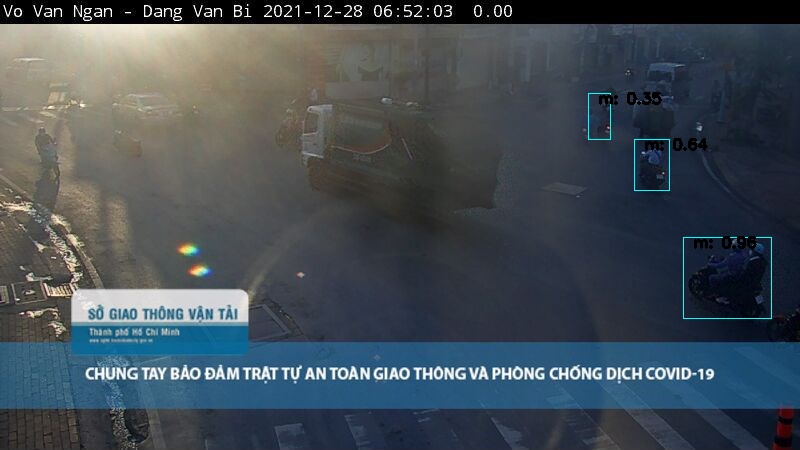 Vo Van Ngan - Dang Van Bi 2021-12-28 06:52:03 0.00
m: 0.35
m: 0.64
m: 0.96
SỞ GIAO THÔNG VẬN TẢI
Thành phố Hồ Chí Minh
CHUNG TAY BẢO ĐẢM TRẬT TỰ AN TOÀN GIAO THÔNG VÀ PHÒNG CHỐNG DỊCH COVID-19